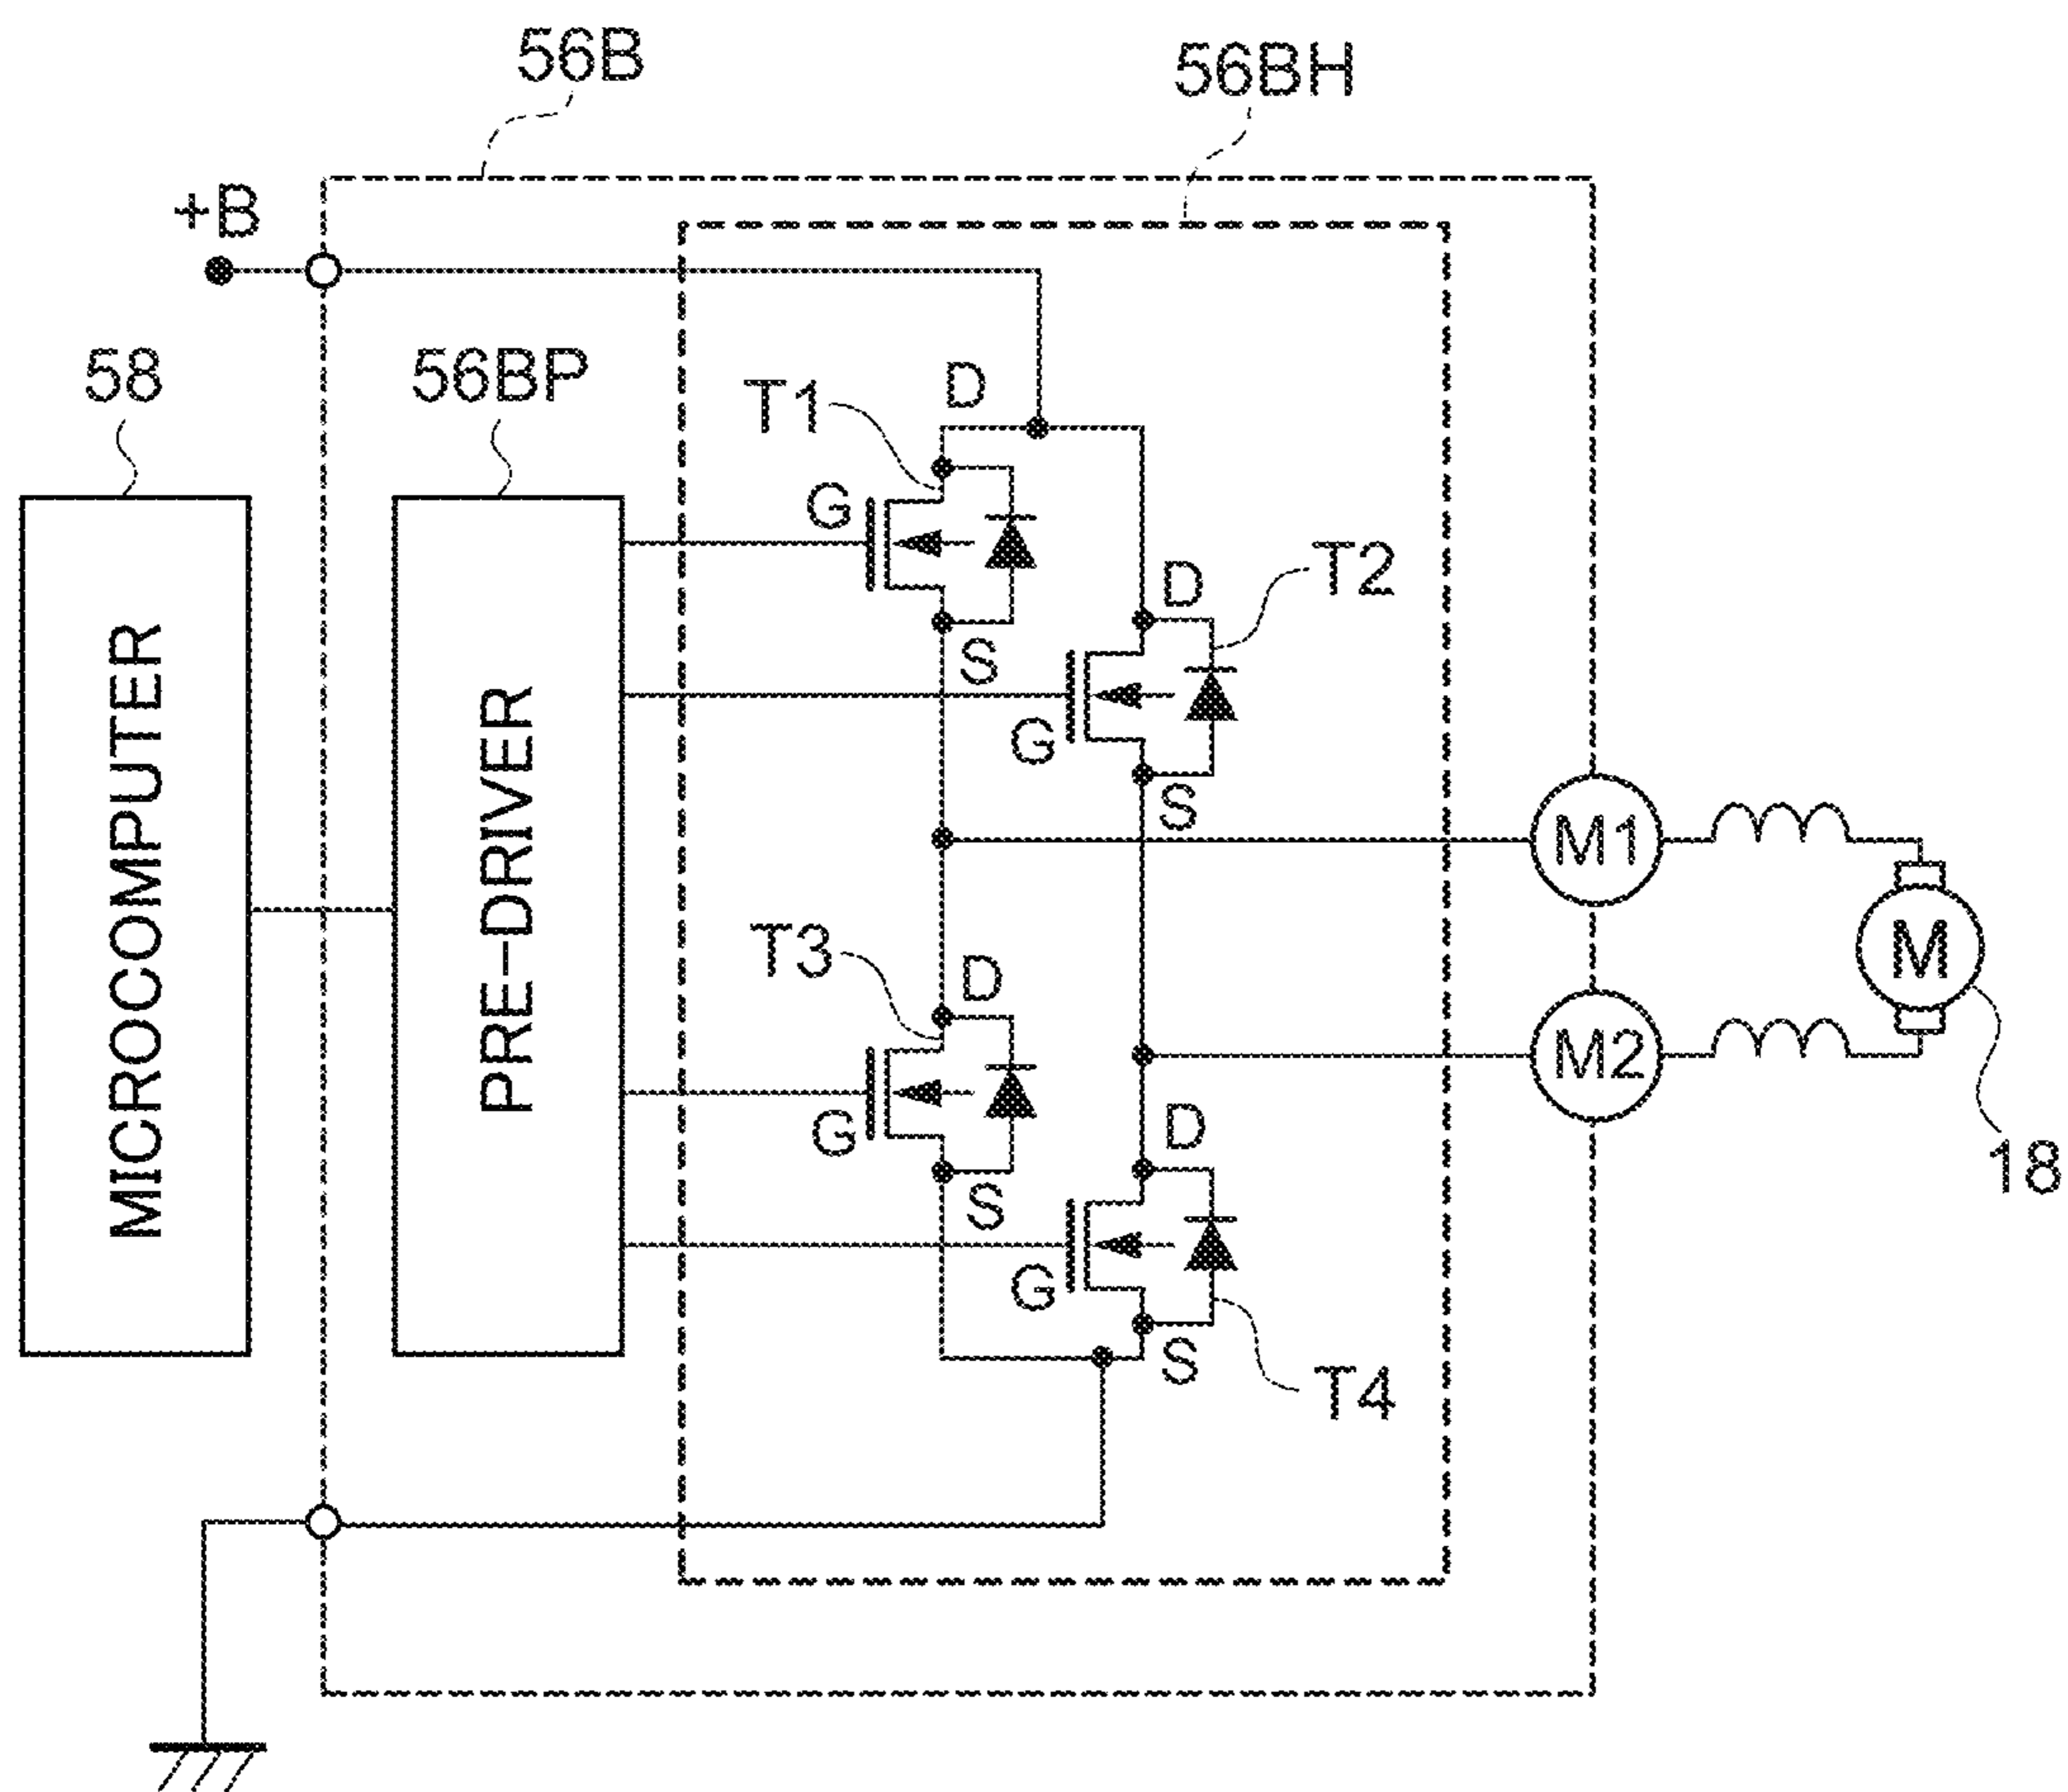 56B
56BH
+B
58
56BP
T1
D
G
S
MICROCOMPUTER
PRE-DRIVER
T2
D
G
S
M1
M
M2
18
T3
D
G
S
D
G
S
T4